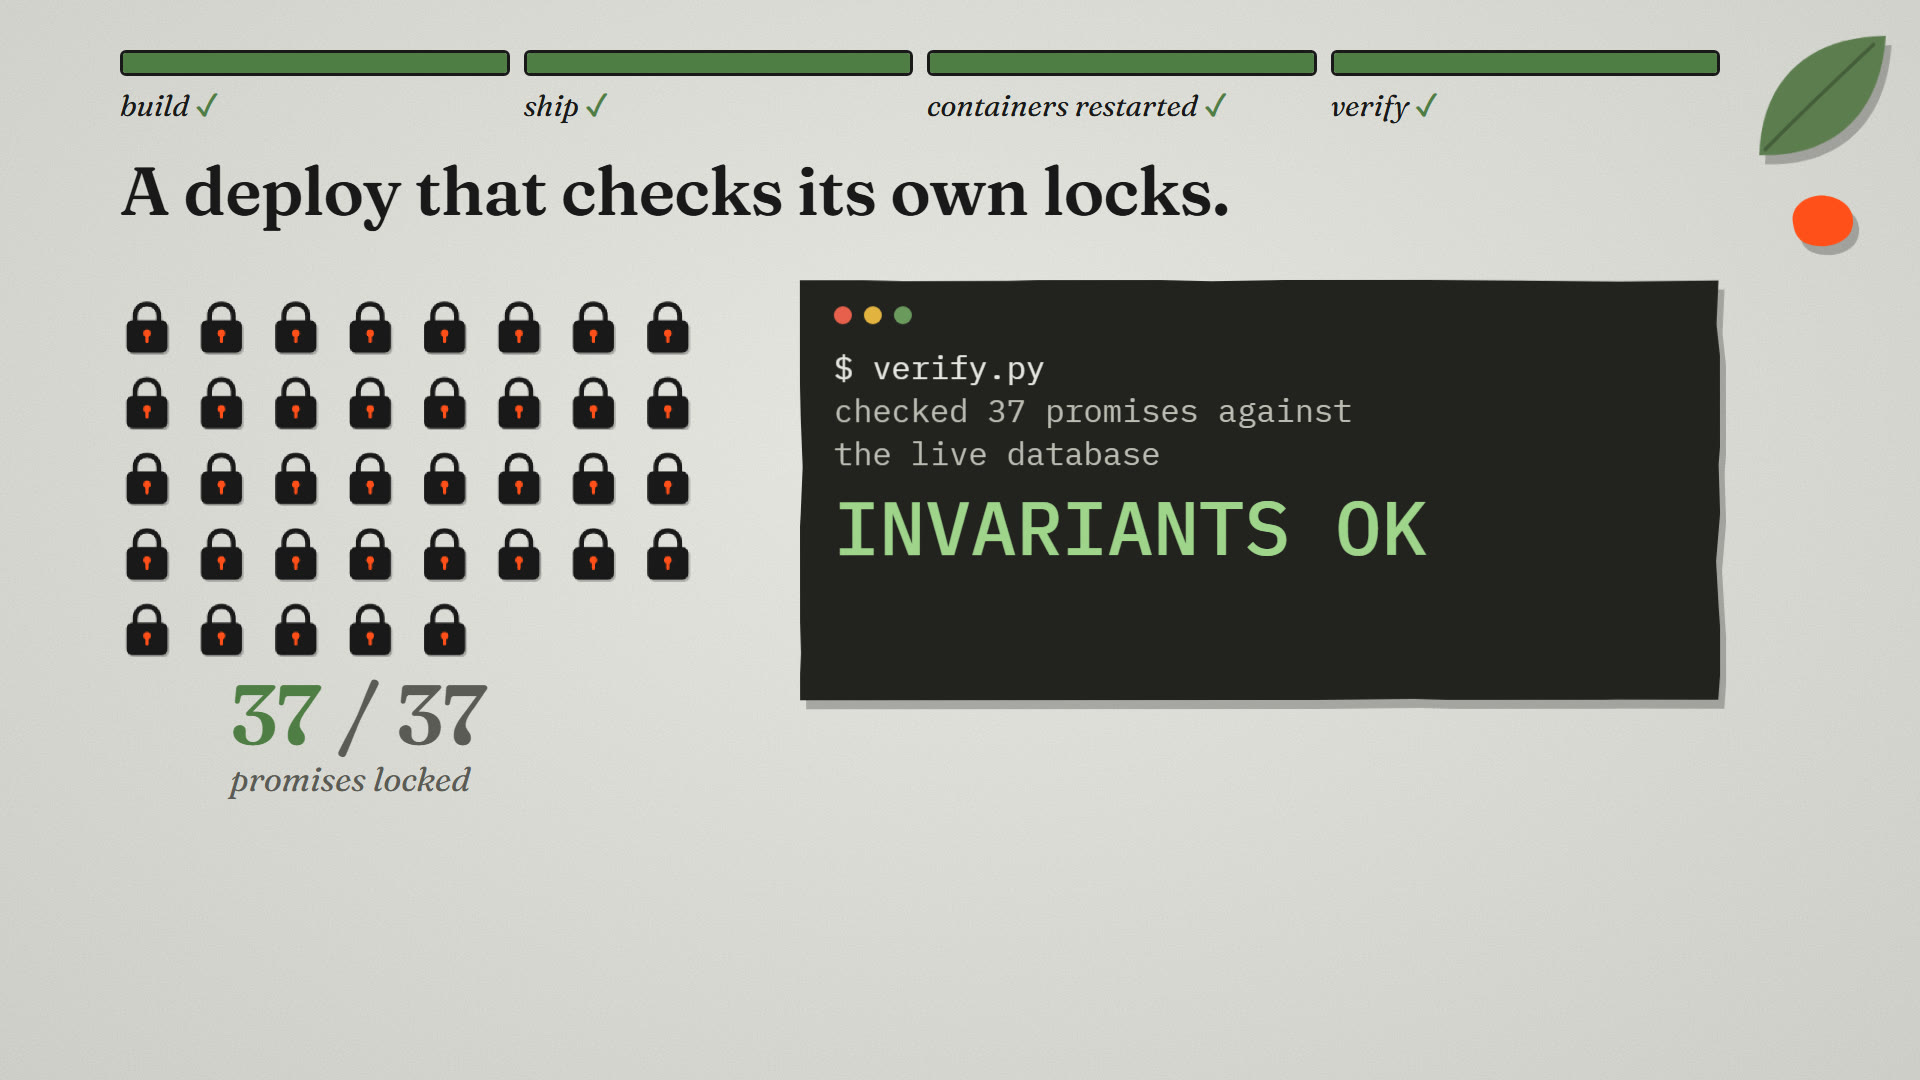 build ✓
ship ✓
containers restarted ✓
verify ✓
A deploy that checks its own locks.
$ verify.py
checked 37 promises against
the live database
INVARIANTS OK
37 / 37
promises locked